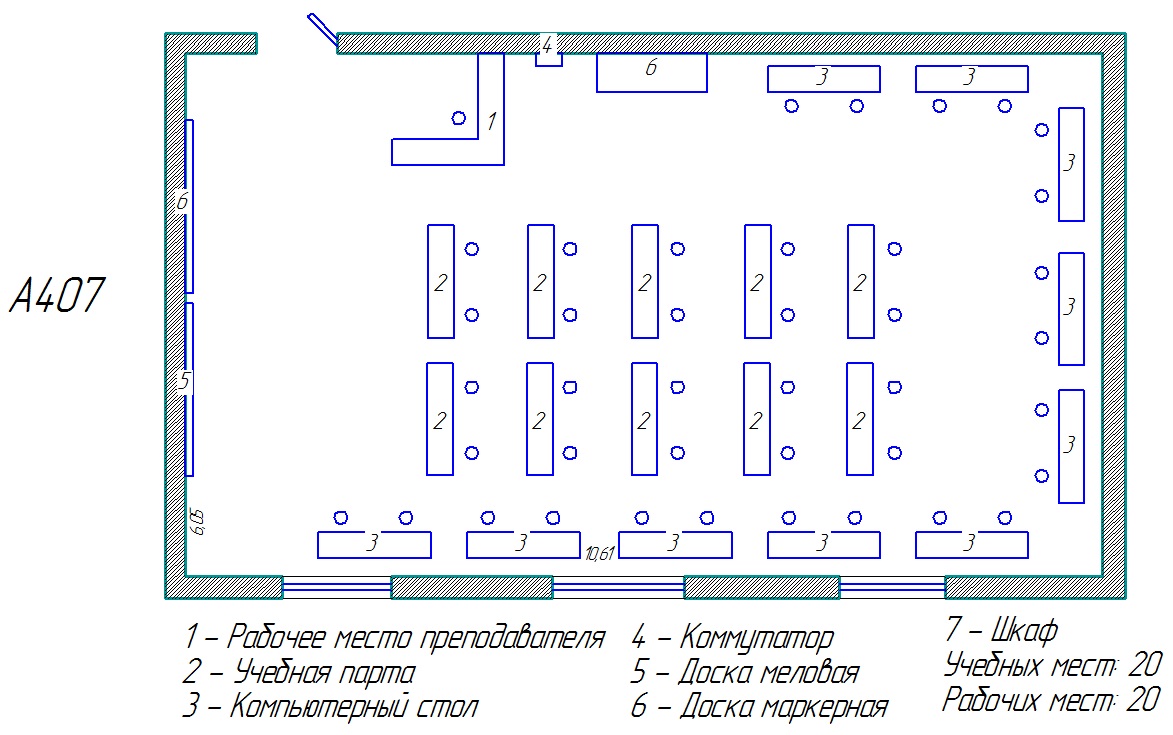 4
6
3
3
1
3
6
А407
2
2
2
2
2
3
5
2
2
2
2
2
3
6,05
3
3
3
3
3
10,61
1 – Рабочее место преподавателя
2 – Учебная парта
3 – Компьютерный стол
4 – Коммутатор
5 – Доска меловая
6 – Доска маркерная
7 – Шкаф
Учебных мест: 20
Рабочих мест: 20